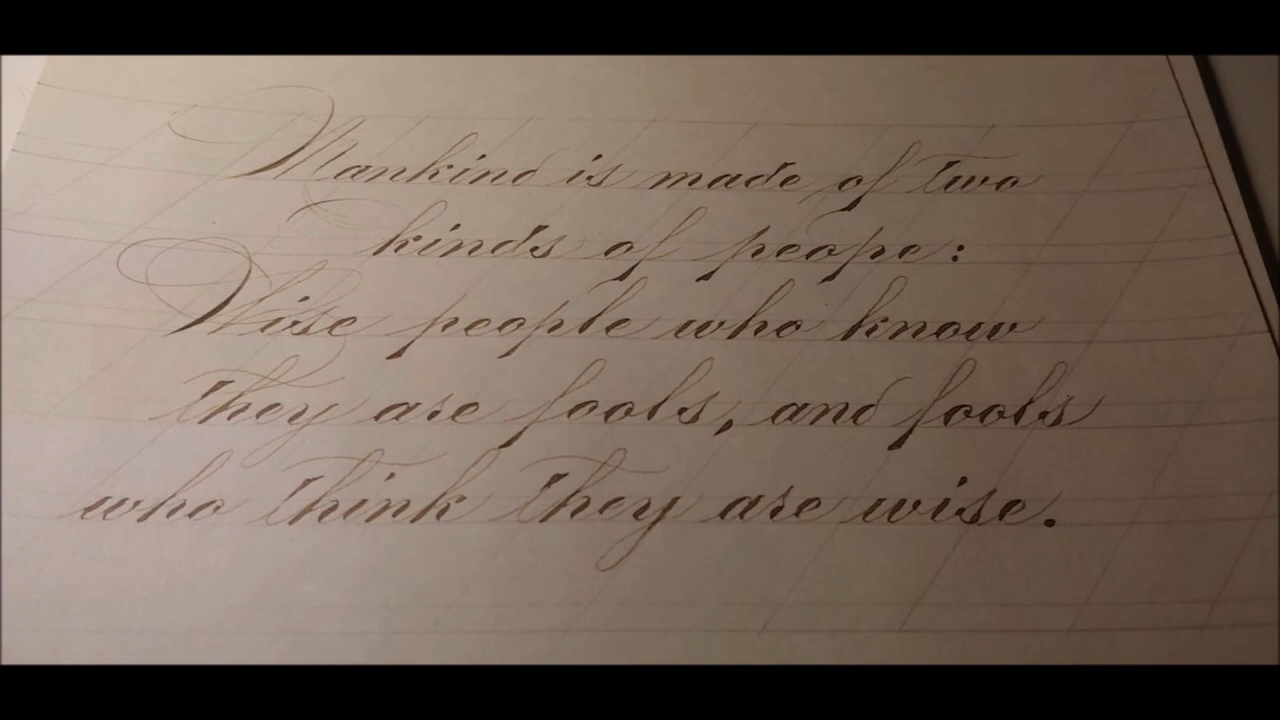 Mankind is made of two
kinds of peope:
Wise people who know
they are fools, and fools
who think they are wise.